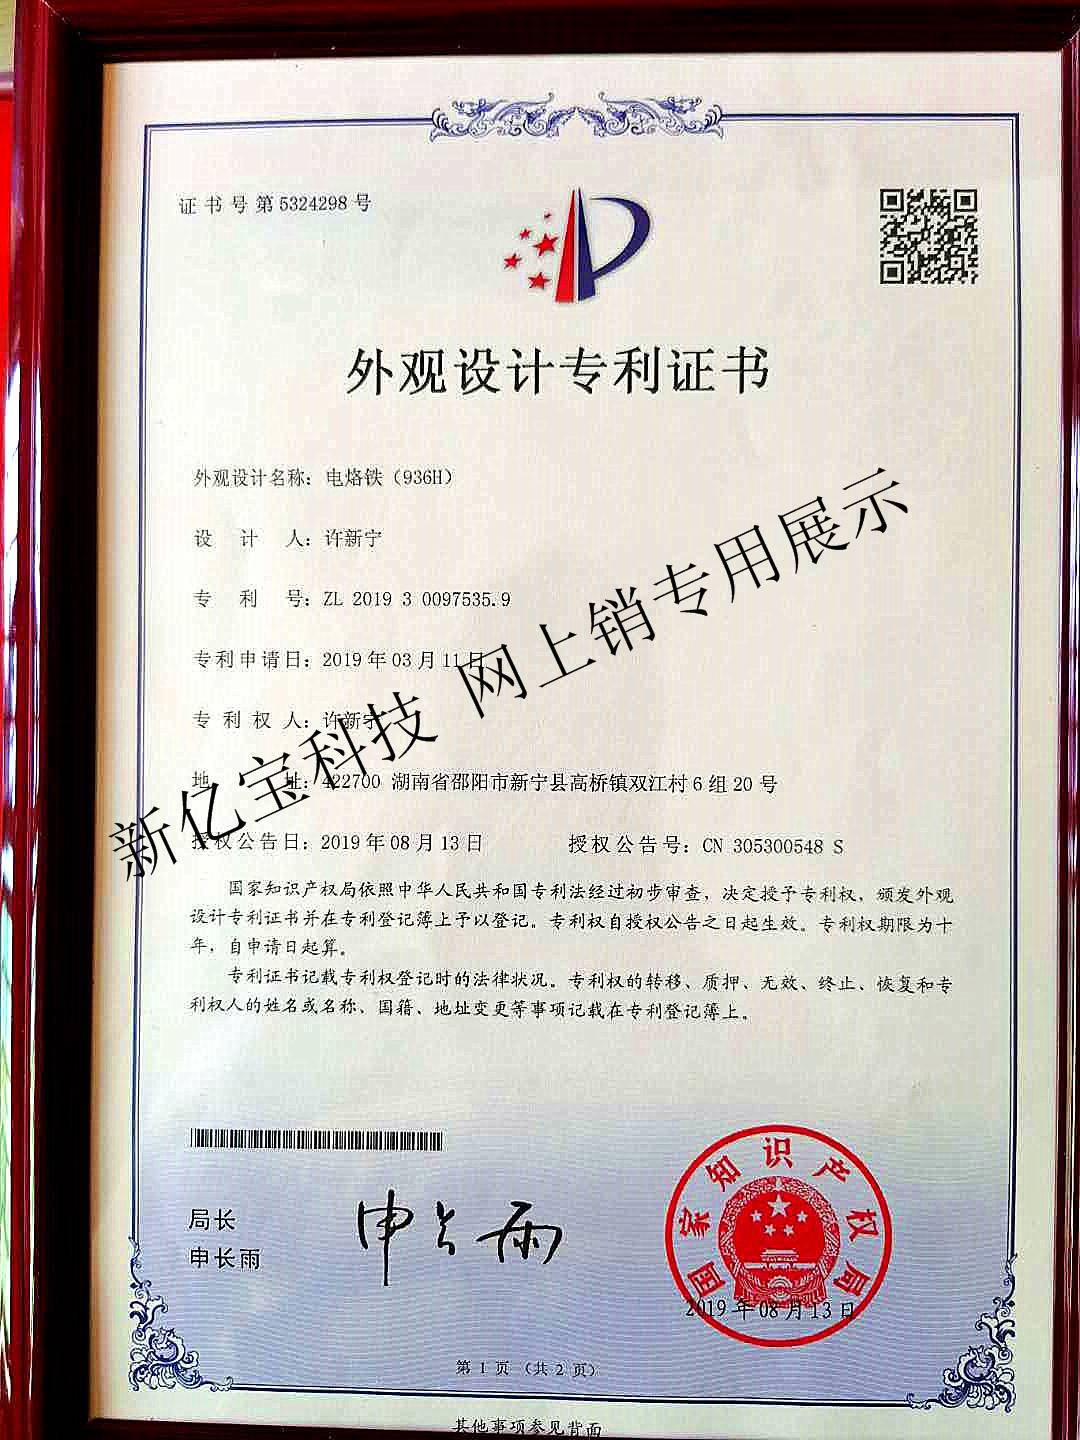 证书号第5324298号
外观设计专利证书
外观设计名称：电烙铁（936H）
设计人：许新宁
专利号：ZL 2019 3 0097535.9
专利申请日：2019年03月11日
专利权人：许新宁
地址：422700 湖南省邵阳市新宁县高桥镇双江村6组20号
授权公告日：2019年08月13日 授权公告号：CN 305300548 S
国家知识产权局依照中华人民共和国专利法经过初步审查，决定授予专利权，颁发外观
设计专利证书并在专利登记簿上予以登记。专利权自授权公告之日起生效。专利权期限为十
年，自申请日起算。
专利证书记载专利权登记时的法律状况。专利权的转移、质押、无效、终止、恢复和专
利权人的姓名或名称、国籍、地址变更等事项记载在专利登记簿上。
新亿宝科技 网上销专用展示
局长
申长雨
申长雨
国家知识产权局
2019年08月13日
第1页（共2页）
其他事项参见背面